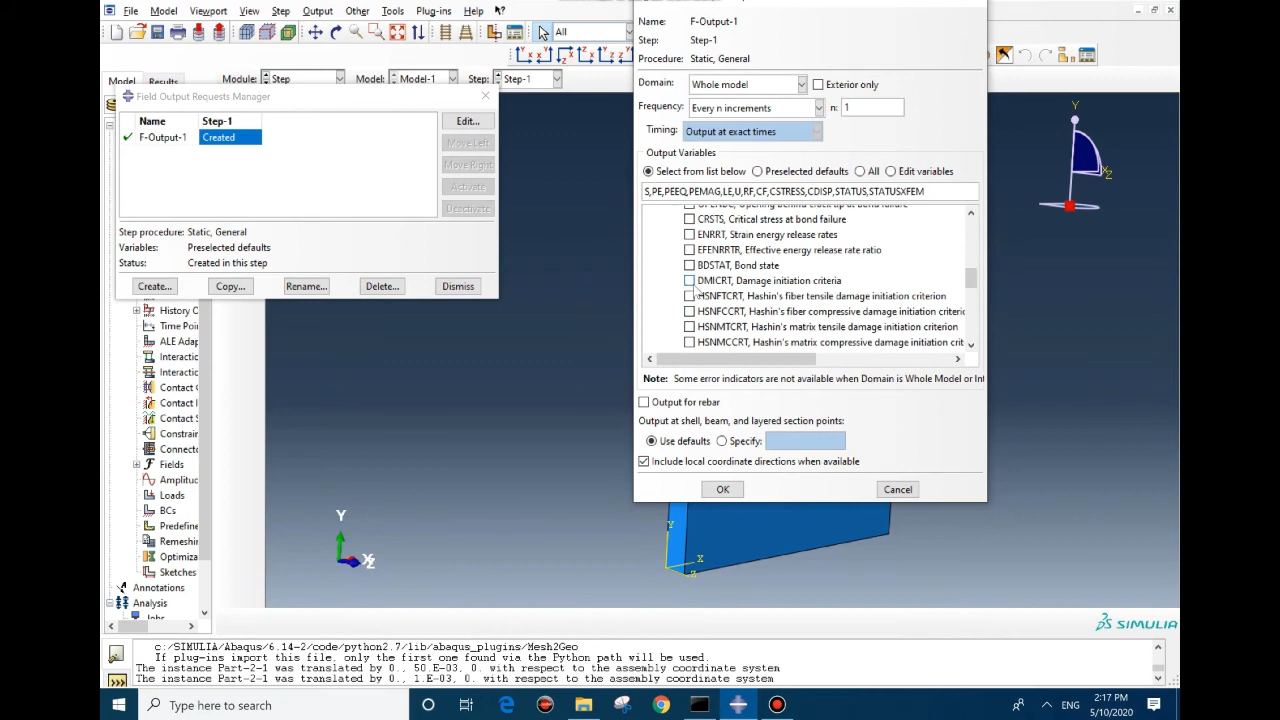 File Model Viewport View Step Output Other Tools Plug-ins Help
All
Model Results Module: Step Model: Model-1 Step: Step-1
Field Output Requests Manager
Name Step-1
F-Output-1 Created
Edit...
Move Left...
Move Right
Activate
Deactivate
Step procedure: Static, General
Variables: Preselected defaults
Status: Created in this step
Create... Copy... Rename... Delete... Dismiss
History O
Time Poi
ALE Adap
Interactio
Interactio
Contact
Contact I
Contact S
Constrain
Connecto
Fields
Amplituc
Loads
BCs
Predefine
Remeshir
Optimiza
Sketches
Annotations
Analysis
Jobs
Name: F-Output-1
Step: Step-1
Procedure: Static, General
Domain: Whole model Exterior only
Frequency: Every n increments n: 1
Timing: Output at exact times
Output Variables
Select from list below Preselected defaults All Edit variables
S,PE,PEEQ,PEMAG,LE,U,RF,CF,CSTRESS,CDISP,STATUS,STATUSXFEM
CRSTS, Critical stress at bond failure
ENRRT, Strain energy release rates
EFENRRTR, Effective energy release rate ratio
BDSTAT, Bond state
DMICRT, Damage initiation criteria
HSNFTCRT, Hashin's fiber tensile damage initiation criterion
HSNFCCRT, Hashin's fiber compressive damage initiation criteric
HSNMTCRT, Hashin's matrix tensile damage initiation criterion
HSNMCCRT, Hashin's matrix compressive damage initiation crit
Note: Some error indicators are not available when Domain is Whole Model or Int
Output for rebar
Output at shell, beam, and layered section points:
Use defaults Specify:
Include local coordinate directions when available
OK Cancel
Y
X
Z
Y
X
Z
Y
Z
SIMULIA
c:/SIMULIA/Abaqus/6.14-2/code/python2.7/lib/abaqus_plugins/Mesh2Geo
If plug-ins import this file, only the first one found via the Python path will be used.
The instance Part-2-1 was translated by 0., 50.E-03, 0. with respect to the assembly coordinate system
The instance Part-2-1 was translated by 0., 1.E-03, 0. with respect to the assembly coordinate system
Type here to search
ENG
2:17 PM
5/10/2020